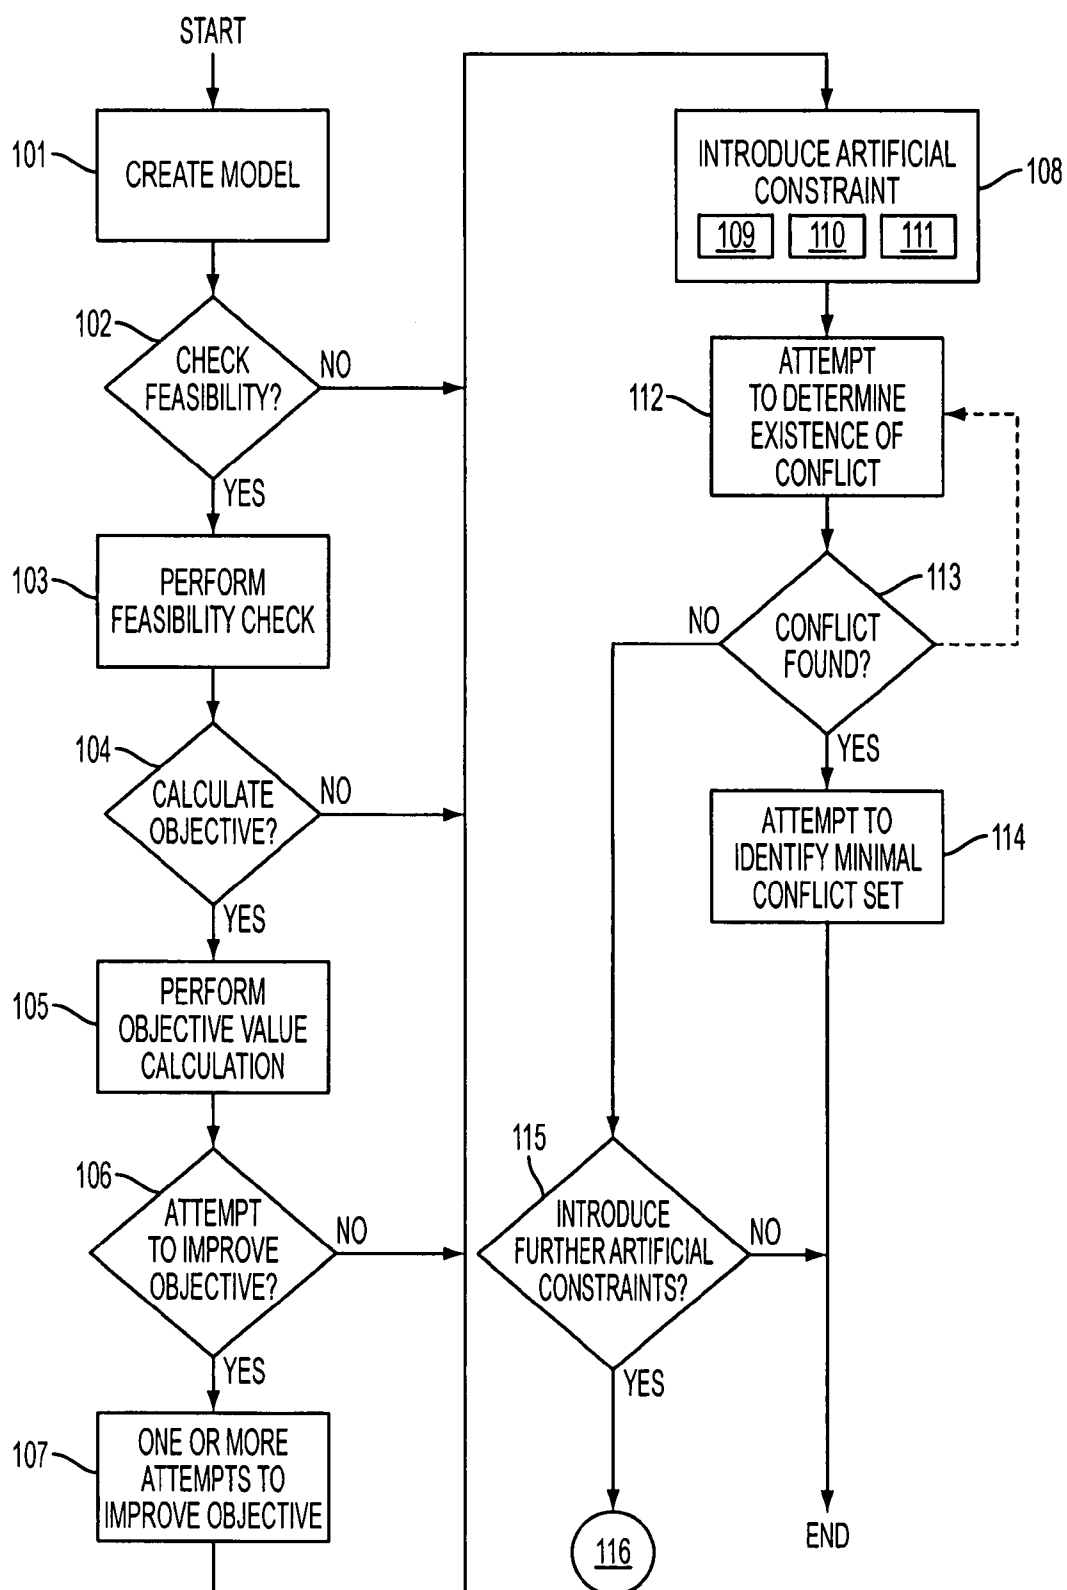 START
101
CREATE MODEL
102
CHECK
FEASIBILITY?
NO
YES
103
PERFORM
FEASIBILITY CHECK
104
CALCULATE
OBJECTIVE?
NO
YES
105
PERFORM
OBJECTIVE VALUE
CALCULATION
106
ATTEMPT
TO IMPROVE
OBJECTIVE?
NO
YES
107
ONE OR MORE
ATTEMPTS TO
IMPROVE OBJECTIVE
INTRODUCE ARTIFICIAL
CONSTRAINT
109 110 111
108
112
ATTEMPT
TO DETERMINE
EXISTENCE OF
CONFLICT
113
CONFLICT
FOUND?
NO
YES
ATTEMPT TO
IDENTIFY MINIMAL
CONFLICT SET
114
115
INTRODUCE
FURTHER ARTIFICIAL
CONSTRAINTS?
NO
YES
116
END